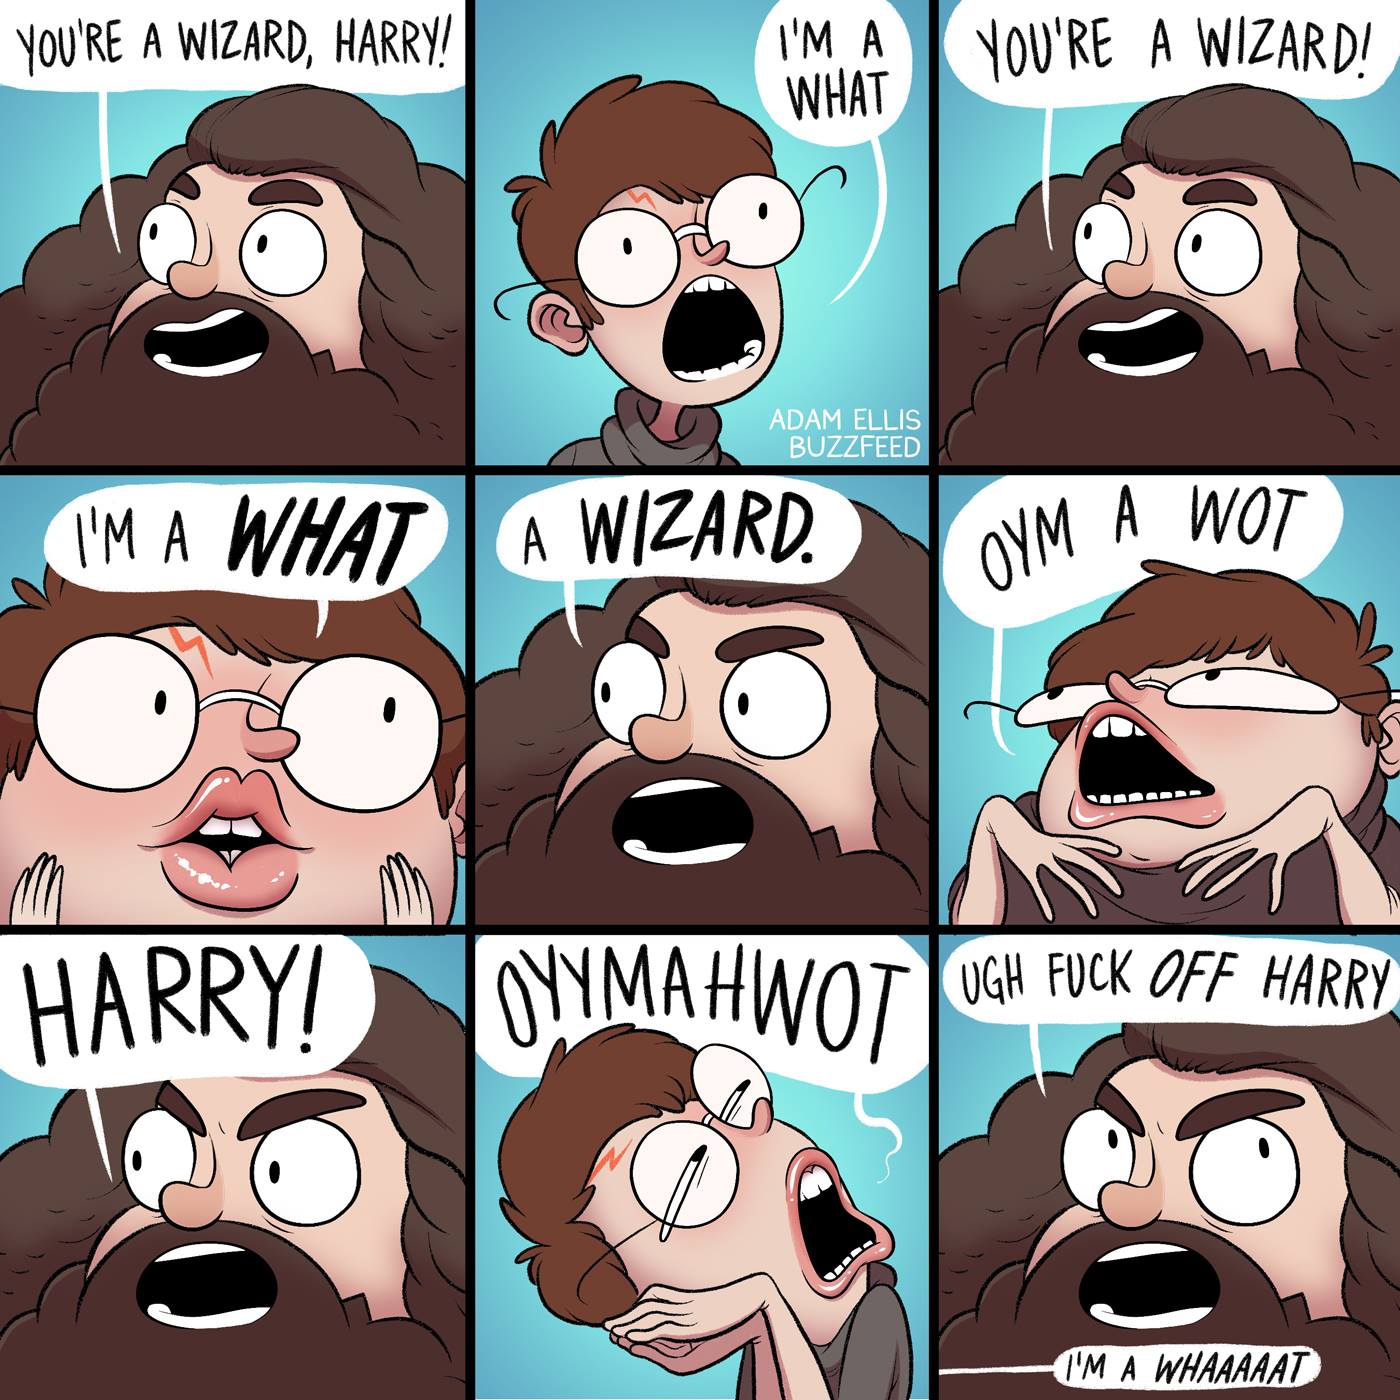 YOU'RE A WIZARD, HARRY!
I'M A
WHAT
ADAM ELLIS
BUZZFEED
YOU'RE A WIZARD!
I'M A WHAT
A WIZARD.
OYM A WOT
HARRY!
OYYMAHWOT
UGH FUCK OFF HARRY
I'M A WHAAAAAT